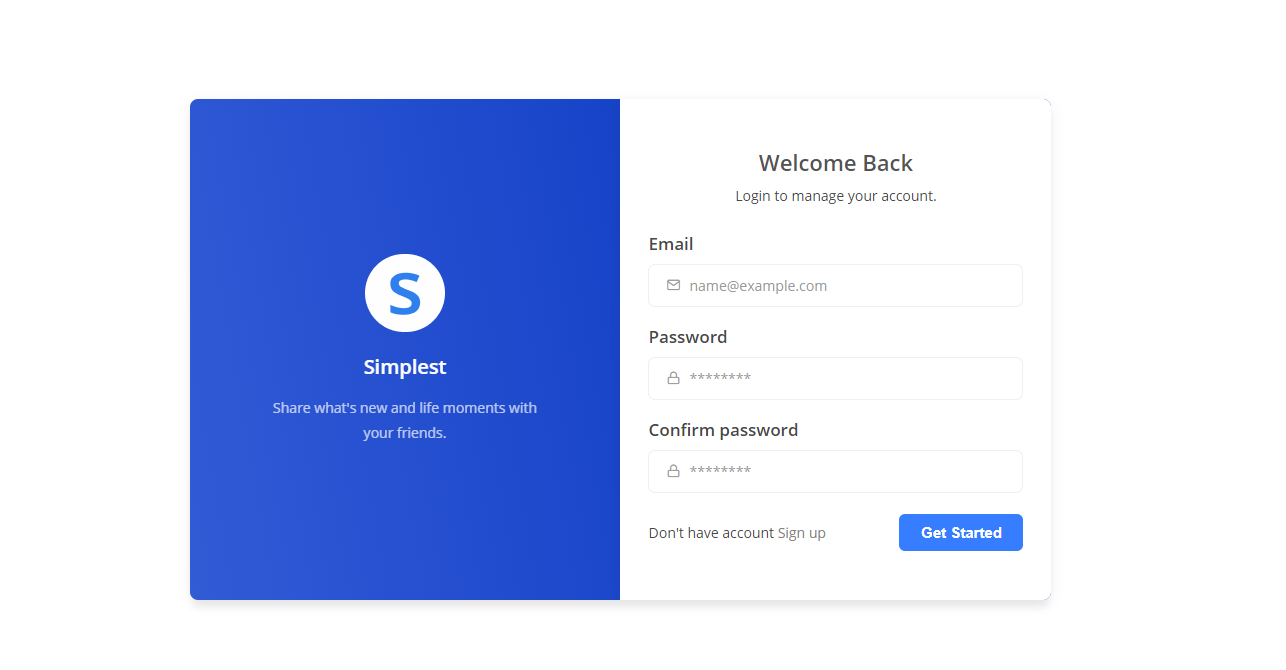 S
Simplest
Share what's new and life moments with
your friends.
Welcome Back
Login to manage your account.
Email
name@example.com
Password
********
Confirm password
********
Don't have account Sign up
Get Started